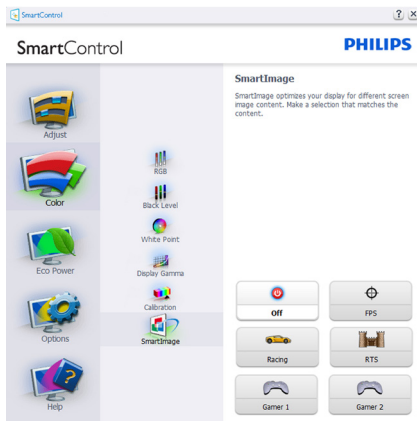 SmartControl
SmartControl
PHILIPS
Adjust
Color
Eco Power
Options
Help
RGB
Black Level
White Point
Display Gamma
Calibration
SmartImage
SmartImage
SmartImage optimizes your display for different screen
image content. Make a selection that matches the
content.
Off
FPS
Racing
RTS
Gamer 1
Gamer 2